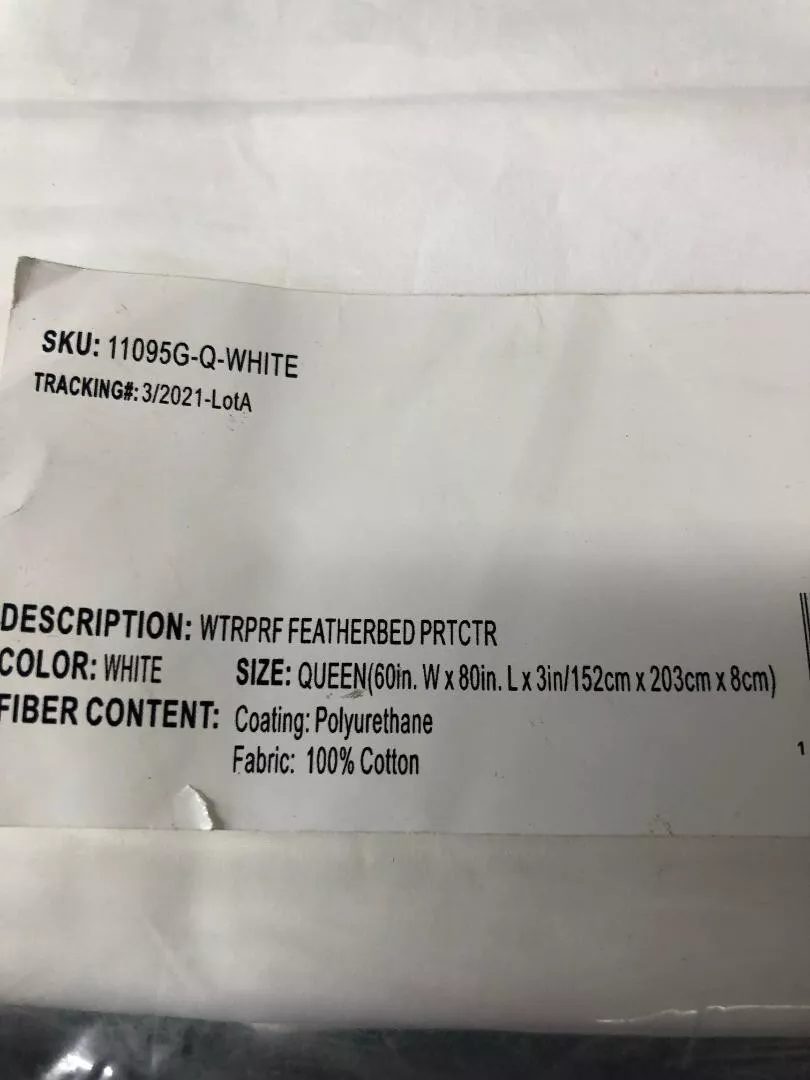 SKU: 11095G-Q-WHITE
TRACKING#: 3/2021-LotA
DESCRIPTION: WTRPRF FEATHERBED PRTCTR
COLOR: WHITE SIZE: QUEEN(60in. W x 80in. L x 3in/152cm x 203cm x 8cm)
FIBER CONTENT: Coating: Polyurethane
Fabric: 100% Cotton
1